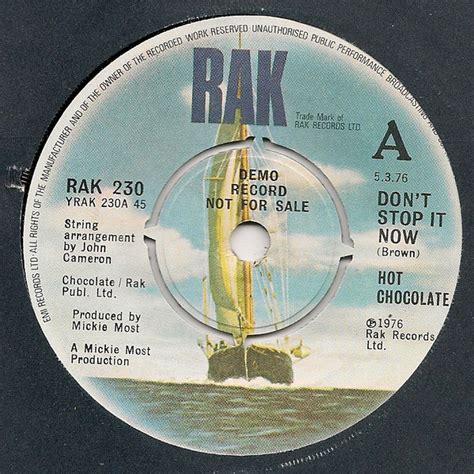 EMI RECORDS LTD·ALL RIGHTS OF THE MANUFACTURER AND OF THE OWNER OF THE RECORDED WORK RESERVED UNAUTHORISED PUBLIC PERFORMANCE BROADCASTING AND
RAK
Trade Mark of
RAK RECORDS LTD.
A
5.3.76
DEMO
RECORD
NOT FOR SALE
RAK 230
YRAK 230A 45
String
arrangement
by John
Cameron
Chocolate/Rak
Publ. Ltd.
Produced by
Mickie Most
A Mickie Most
Production
DON'T
STOP IT
NOW
(Brown)
HOT
CHOCOLATE
℗1976
Rak Records
Ltd.